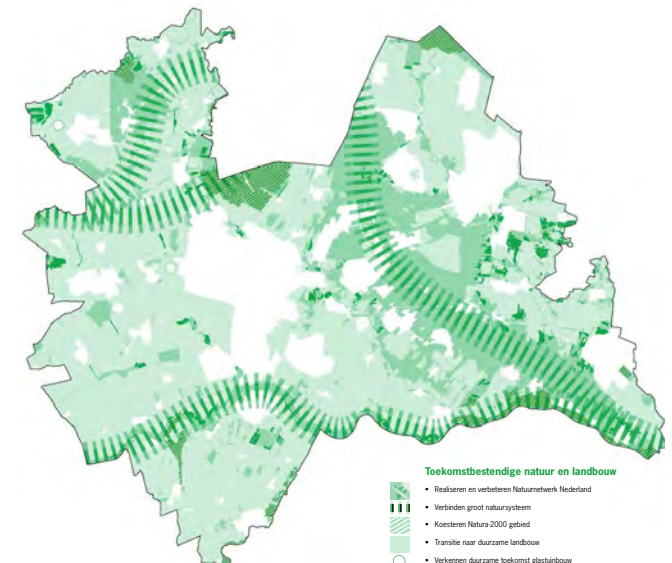 Toekomstbestendige natuur en landbouw
• Realiseren en verbeteren Natuurnetwerk Nederland
• Verbinden groot natuursysteem
• Koesteren Natura-2000 gebied
• Transitie naar duurzame landbouw
• Verkennen duurzame toekomst glastuinbouw